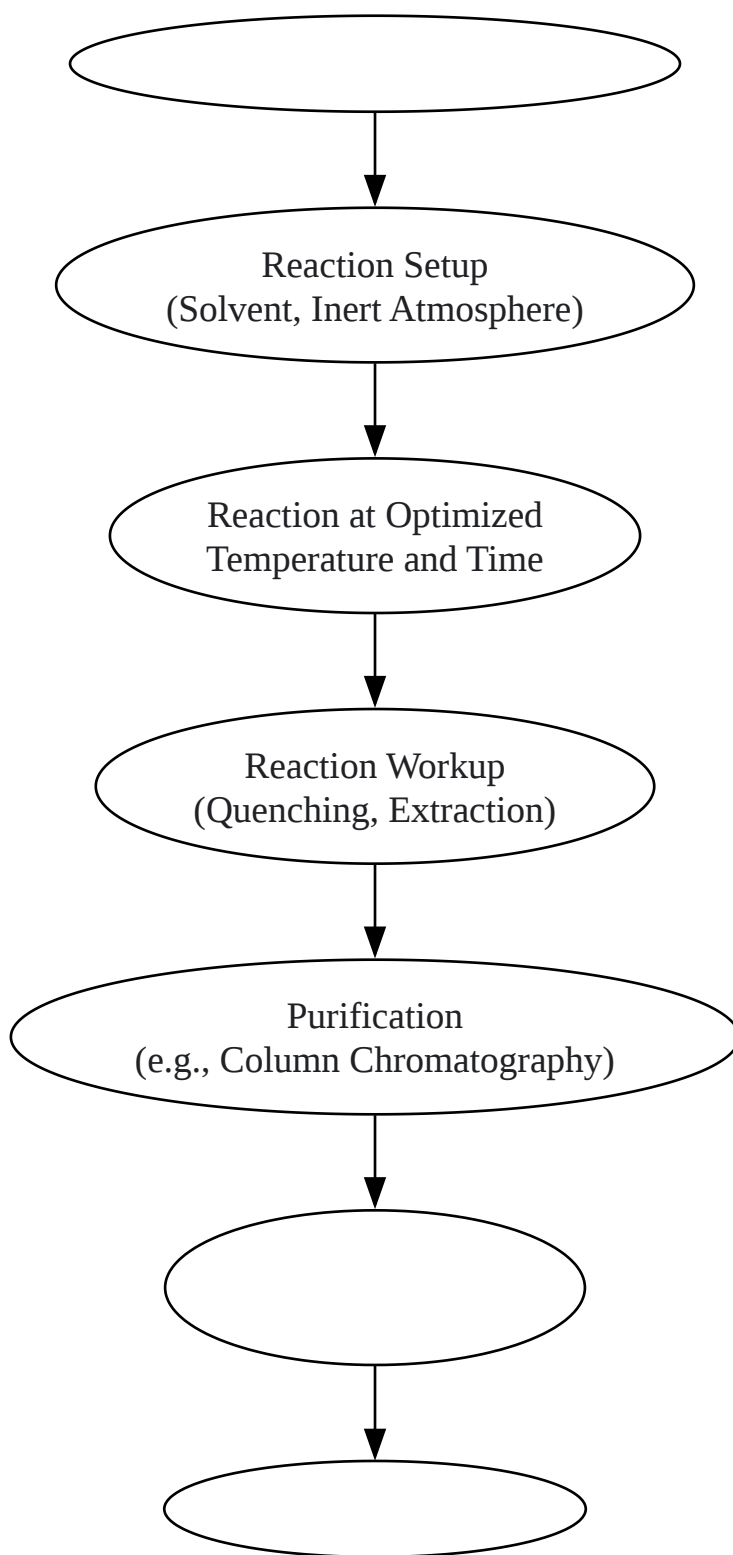 Reaction Setup
(Solvent, Inert Atmosphere)
Reaction at Optimized
Temperature and Time
Reaction Workup
(Quenching, Extraction)
Purification
(e.g., Column Chromatography)